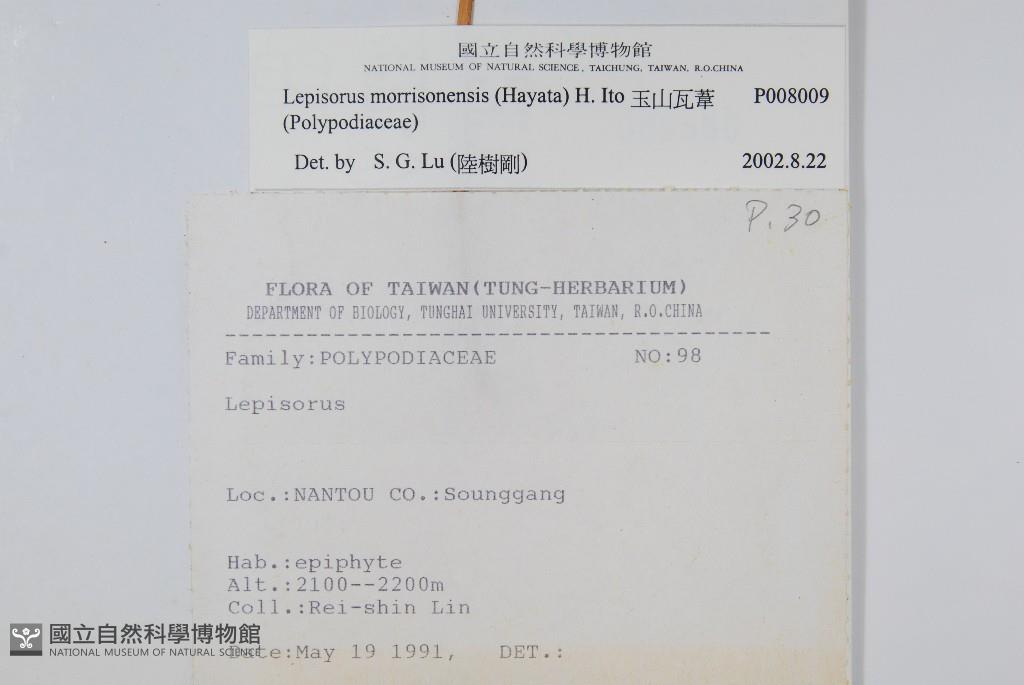 國立自然科學博物館
NATIONAL MUSEUM OF NATURAL SCIENCE, TAICHUNG, TAIWAN, R.O.CHINA
Lepisorus morrisonensis (Hayata) H. Ito 玉山瓦葦 P008009
(Polypodiaceae)
Det. by S. G. Lu (陸樹剛) 2002.8.22
P. 30
FLORA OF TAIWAN(TUNG-HERBARIUM)
DEPARTMENT OF BIOLOGY, TUNGHAI UNIVERSITY, TAIWAN, R.O.CHINA
Family:POLYPODIACEAE NO:98
Lepisorus
Loc.:NANTOU CO.:Sounggang
Hab.:epiphyte
Alt.:2100--2200m
Coll.:Rei-shin Lin
Date:May 19 1991, DET.:
國立自然科學博物館
NATIONAL MUSEUM OF NATURAL SCIENCE